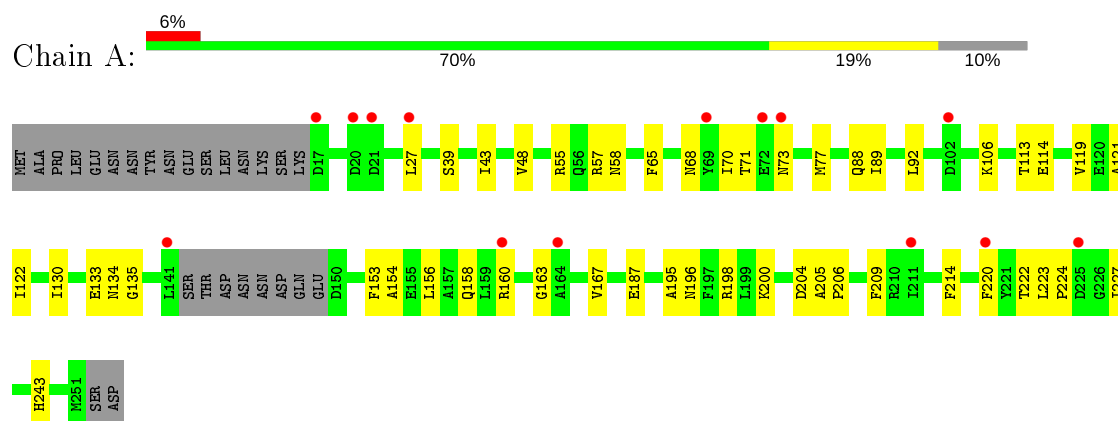 6%
Chain A:
70% 19% 10%
MET ALA PRO LEU GLU ASN ASN TYR ASN GLU SER LEU ASN LYS SER LYS D17 D20 D21 L27 S39 I43 V48 R55 Q56 R57 N58 F65 N68 Y69 I70 T71 E72 N73 M77 Q88 I89 L92 D102 K106 T113 E114 V119 E120 A121
I122 I130 E133 N134 G135 L141 SER THR ASP ASN ASN ASP GLN GLU D150 F153 A154 E155 L156 A157 Q158 L159 R160 G163 A164 V167 E187 A195 N196 F197 R198 L199 K200 D204 A205 P206 F209 R210 I211 F214 F220 Y221 T222 L223 P224 D225 G226 I227
H243 M251 SER ASP